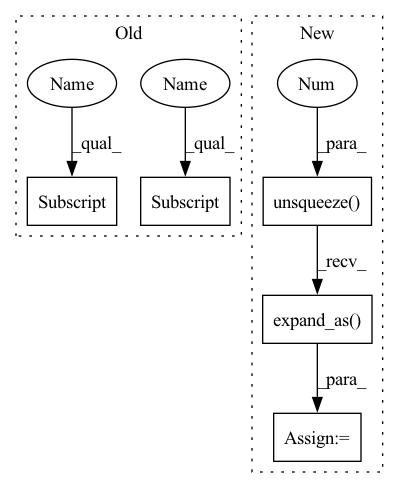 Old
New
Name
Name
Num
_qual_
_qual_
_para_
Subscript
Subscript
unsqueeze()
_recv_
expand_as()
_para_
Assign:=